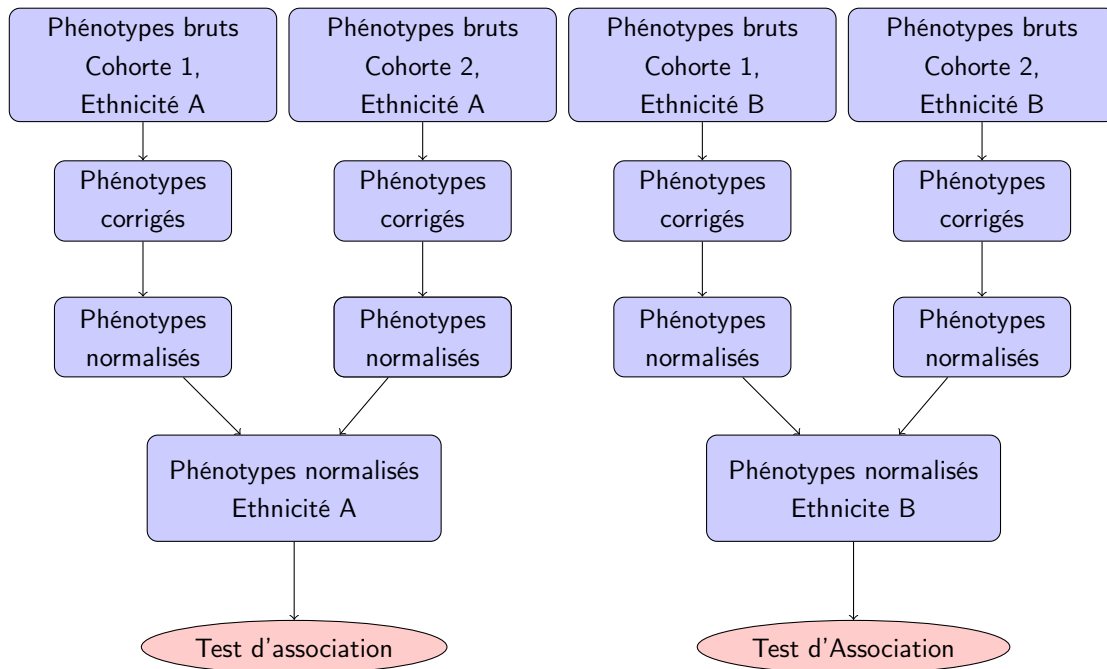 Phénotypes bruts
Cohorte 1,
Ethnicité A
Phénotypes bruts
Cohorte 2,
Ethnicité A
Phénotypes bruts
Cohorte 1,
Ethnicité B
Phénotypes bruts
Cohorte 2,
Ethnicité B
Phénotypes
corrigés
Phénotypes
corrigés
Phénotypes
corrigés
Phénotypes
corrigés
Phénotypes
normalisés
Phénotypes
normalisés
Phénotypes
normalisés
Phénotypes
normalisés
Phénotypes normalisés
Ethnicité A
Phénotypes normalisés
Ethnicite B
Test d'association
Test d'Association